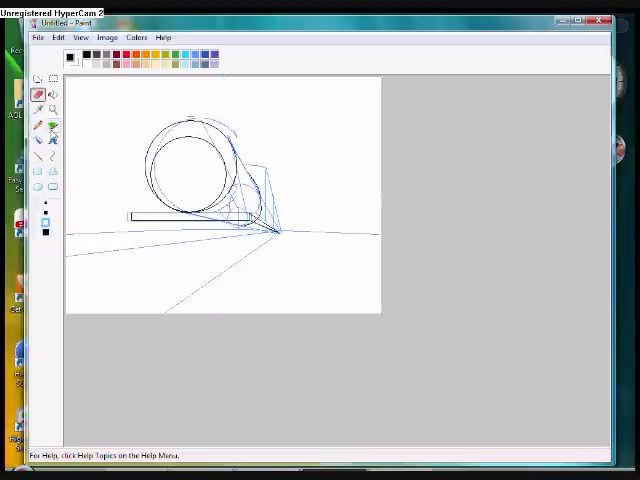 Unregistered HyperCam 2
Untitled - Paint
File Edit View Image Colors Help
For Help, click Help Topics on the Help Menu.